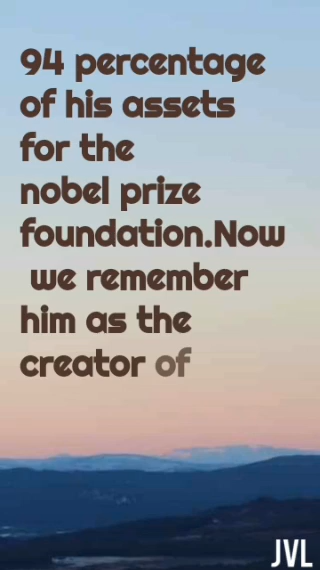 94 percentage
of his assets
for the
nobel prize
foundation.Now
we remember
him as the
creator of
JVL